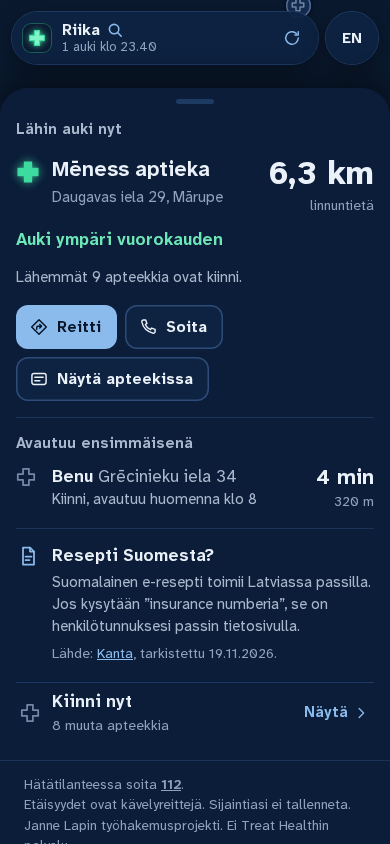 Riika
1 auki klo 23.40
EN
Lähin auki nyt
Mēness aptieka
6,3 km
Daugavas iela 29, Mārupe
linnuntietä
Auki ympäri vuorokauden
Lähemmät 9 apteekkia ovat kiinni.
Reitti
Soita
Näytä apteekissa
Avautuu ensimmäisenä
Benu Grēcinieku iela 34
4 min
Kiinni, avautuu huomenna klo 8
320 m
Resepti Suomesta?
Suomalainen e-resepti toimii Latviassa passilla.
Jos kysytään ”insurance numberia”, se on
henkilötunnuksesi passin tietosivulla.
Lähde: Kanta, tarkistettu 19.11.2026.
Kiinni nyt
8 muuta apteekkia
Näytä
Hätätilanteessa soita 112.
Etäisyydet ovat kävelyreittejä. Sijaintiasi ei tallenneta.
Janne Lapin työhakemusprojekti. Ei Treat Healthin